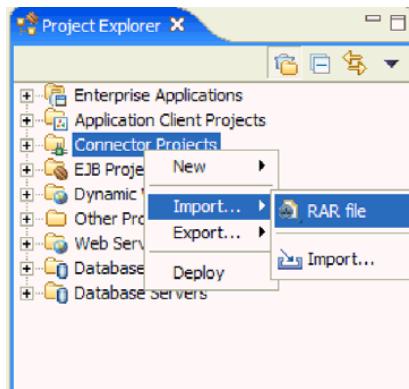 Project Explorer
Enterprise Applications
Application Client Projects
Connector Projects
EJB Proje
New
Dynamic
Import...
RAR file
Other Pro
Export...
Web Serv
Import...
Database
Deploy
Database Servers